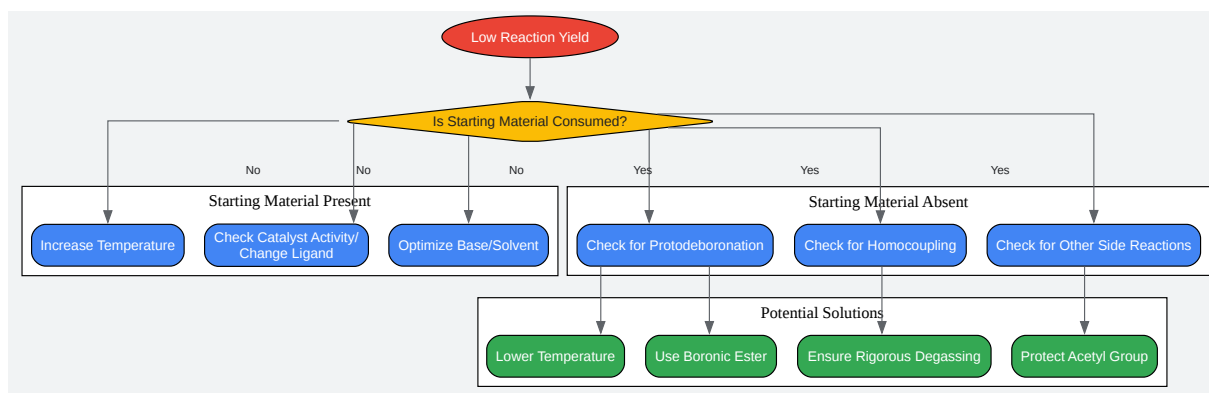 Low Reaction Yield
Is Starting Material Consumed?
No
No
No
Yes
Yes
Yes
Starting Material Present
Starting Material Absent
Increase Temperature
Check Catalyst Activity/
Change Ligand
Optimize Base/Solvent
Check for Protodeboronation
Check for Homocoupling
Check for Other Side Reactions
Potential Solutions
Lower Temperature
Use Boronic Ester
Ensure Rigorous Degassing
Protect Acetyl Group